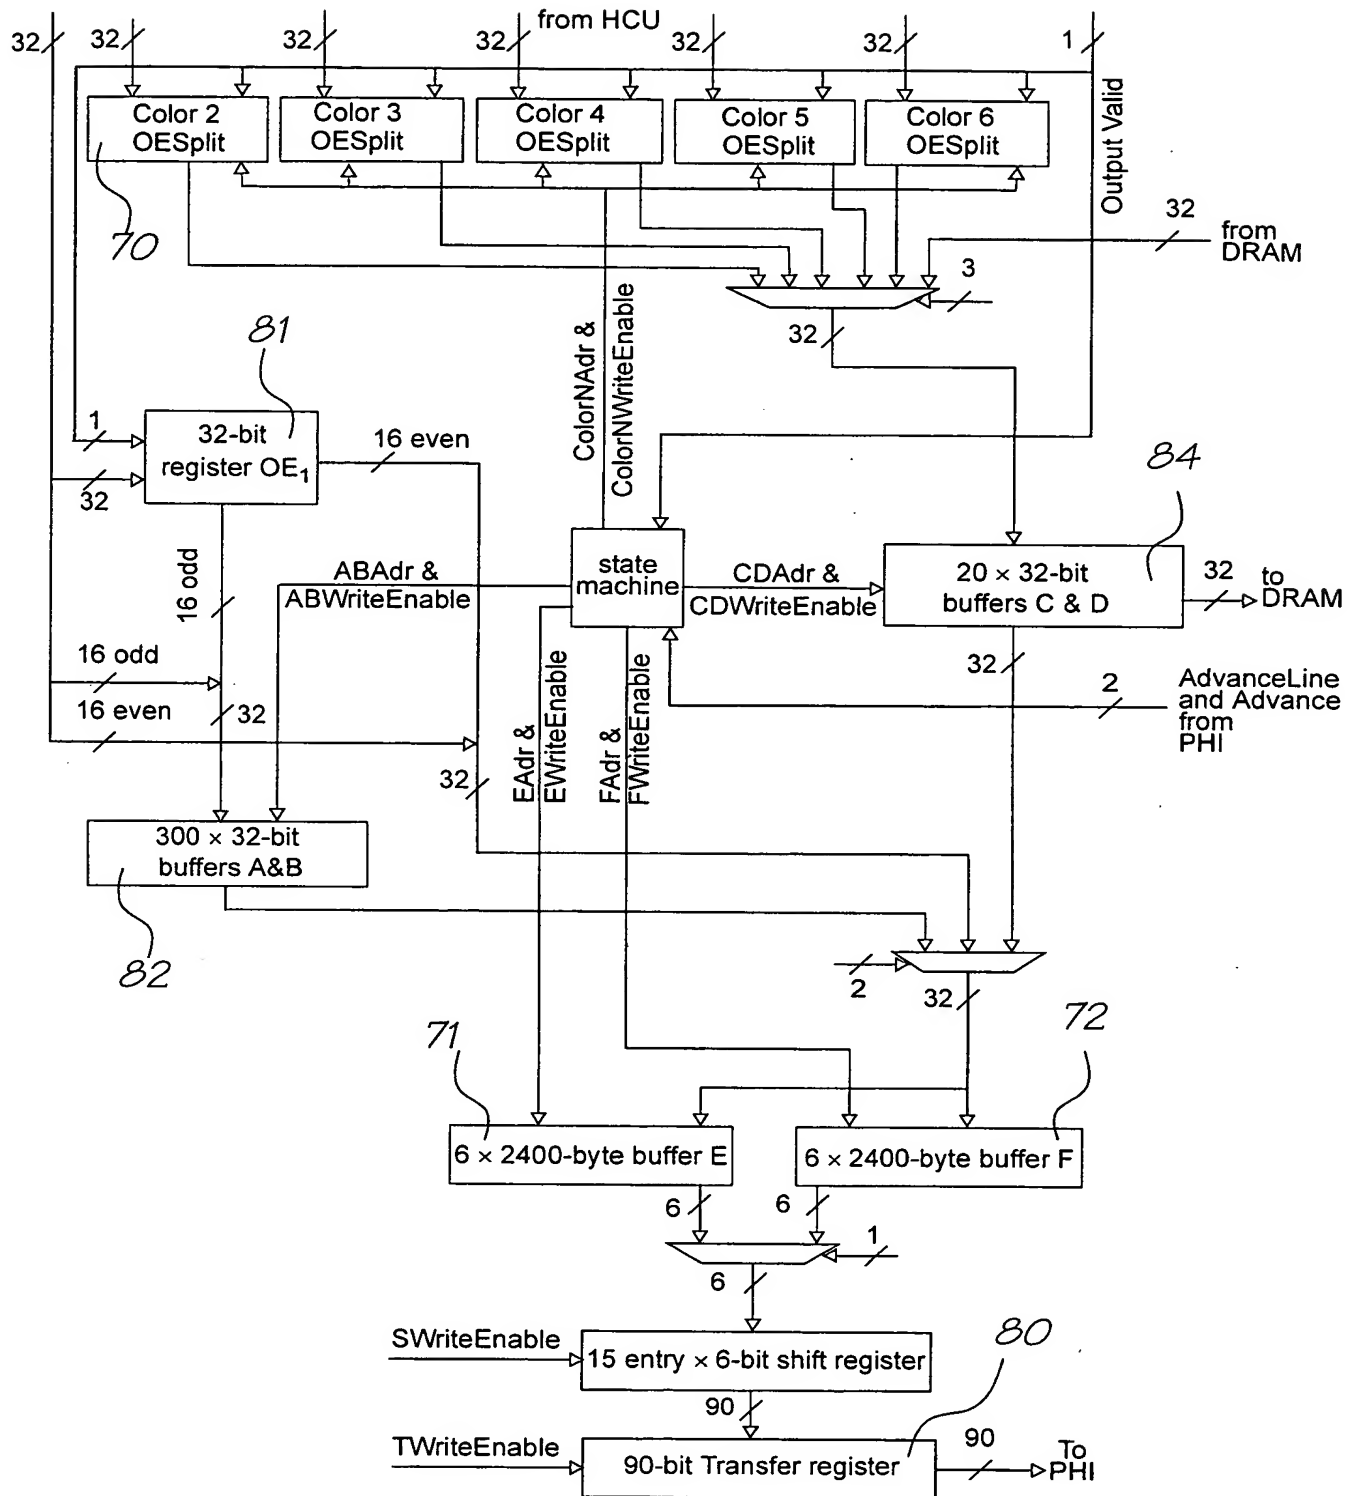 from HCU
32
32
32
32
32
32
1
Color 2
OESplit
Color 3
OESplit
Color 4
OESplit
Color 5
OESplit
Color 6
OESplit
Output Valid
70
32
from
DRAM
3
32
ColorNAdr &
ColorNWriteEnable
81
1
32-bit
register OE₁
32
16 even
84
16 odd
ABAdr &
ABWriteEnable
state
machine
CDAdr &
CDWriteEnable
20 × 32-bit
buffers C & D
32
to
DRAM
16 odd
32
16 even
32
EAdr &
EWriteEnable
FAdr &
FWriteEnable
32
2
AdvanceLine
and Advance
from
PHI
300 × 32-bit
buffers A&B
82
2
32
71
72
6 × 2400-byte buffer E
6 × 2400-byte buffer F
6
6
1
6
80
SWriteEnable
15 entry × 6-bit shift register
90
TWriteEnable
90-bit Transfer register
90
To
PHI